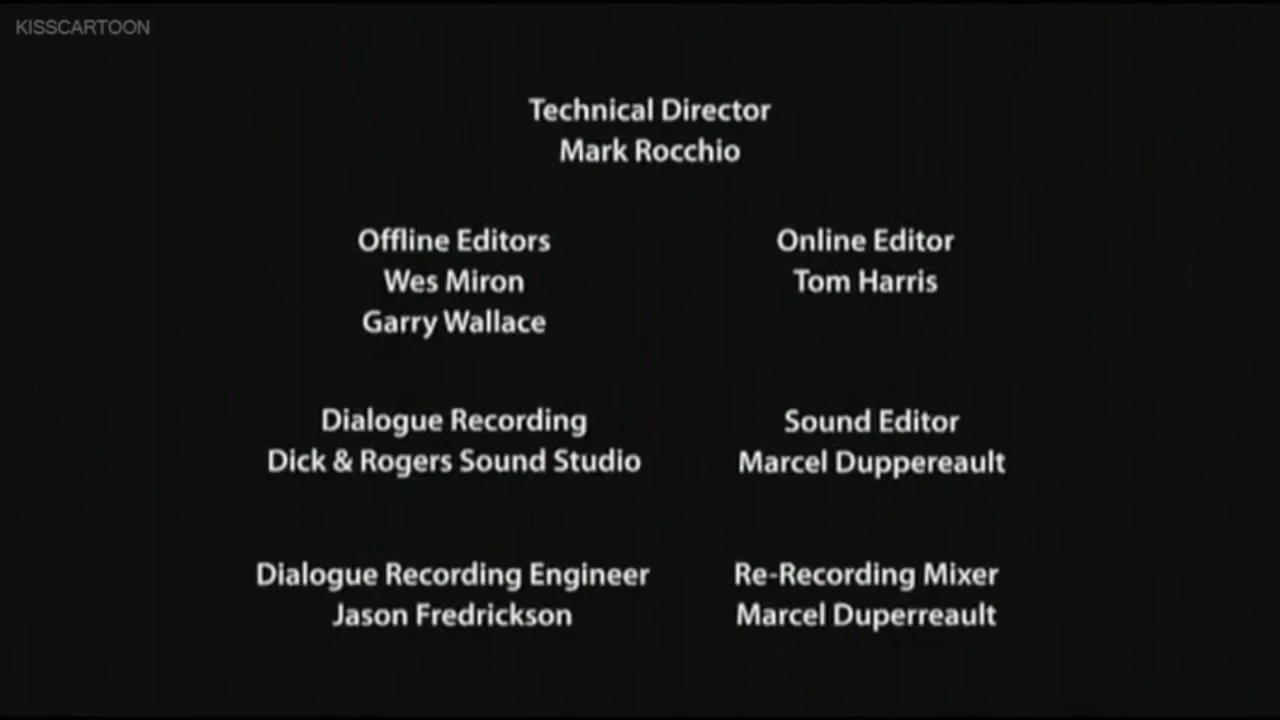 KISSCARTOON
Technical Director
Mark Rocchio
Offline Editors
Wes Miron
Garry Wallace
Online Editor
Tom Harris
Dialogue Recording
Dick & Rogers Sound Studio
Sound Editor
Marcel Duppereault
Dialogue Recording Engineer
Jason Fredrickson
Re-Recording Mixer
Marcel Duperreault